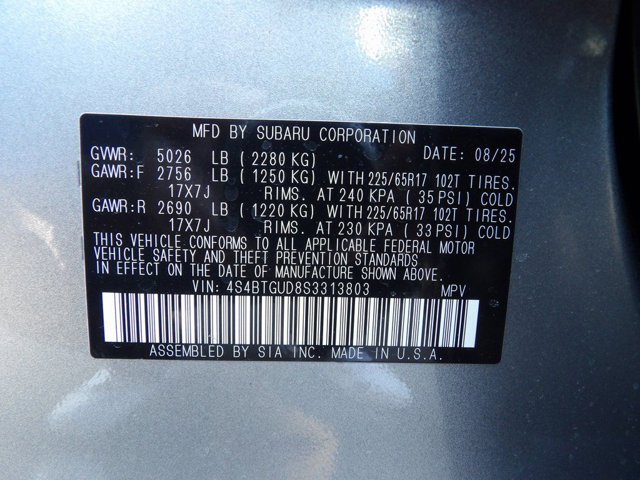 MFD BY SUBARU CORPORATION
GVWR: 5026 LB ( 2280 KG) DATE: 08/25
GAWR:F 2756 LB ( 1250 KG) WITH 225/65R17 102T TIRES.
17X7J RIMS. AT 240 KPA ( 35 PSI) COLD
GAWR:R 2690 LB ( 1220 KG) WITH 225/65R17 102T TIRES.
17X7J RIMS. AT 230 KPA ( 33 PSI) COLD
THIS VEHICLE CONFORMS TO ALL APPLICABLE FEDERAL MOTOR
VEHICLE SAFETY AND THEFT PREVENTION STANDARDS
IN EFFECT ON THE DATE OF MANUFACTURE SHOWN ABOVE.
VIN: 4S4BTGUD8S3313803 MPV
ASSEMBLED BY SIA INC. MADE IN U.S.A.